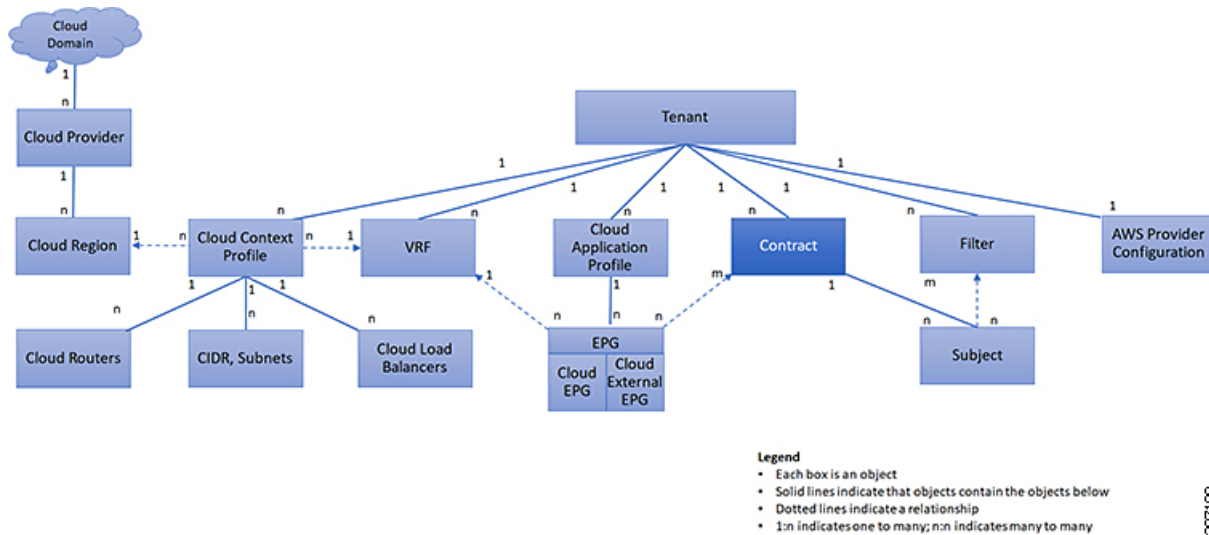 Cloud
Domain
1
n
Cloud Provider
Tenant
1
n
1
1
1
1
1
1
n
n
n
n
n
1
Cloud Region
1
n
Cloud Context
Profile
n
1
VRF
Cloud
Application
Profile
Contract
Filter
AWS Provider
Configuration
1
1
1
1
1
m
1
m
n
n
n
n
n
n
n
n
Cloud Routers
CIDR, Subnets
Cloud Load
Balancers
EPG
Cloud
EPG
Cloud
External
EPG
Subject
Legend
• Each box is an object
• Solid lines indicate that objects contain the objects below
• Dotted lines indicate a relationship
• 1:n indicates one to many; n:n indicates many to many